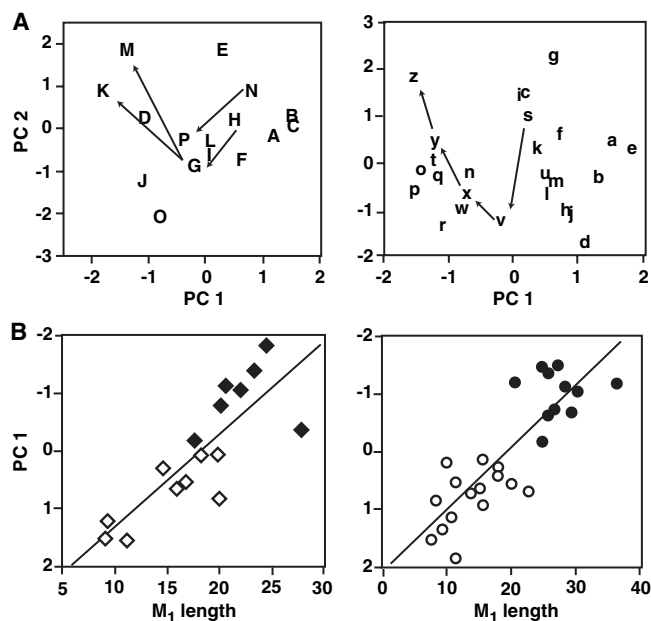 A
PC 2
2
1
0
-1
-2
-3
M
E
K
N
D
H
B
C
P
L
A
I
F
G
J
O
-2
-1
0
1
2
PC 1
3
2
1
0
-1
-2
g
z
i
c
s
y
f
a
k
e
t
o
q
n
u
m
b
p
x
l
w
h
j
r
v
d
-2
-1
0
1
2
PC 1
B
PC 1
-2
-1
0
1
2
5
10
15
20
25
30
M1 length
-2
-1
0
1
2
0
10
20
30
40
M1 length